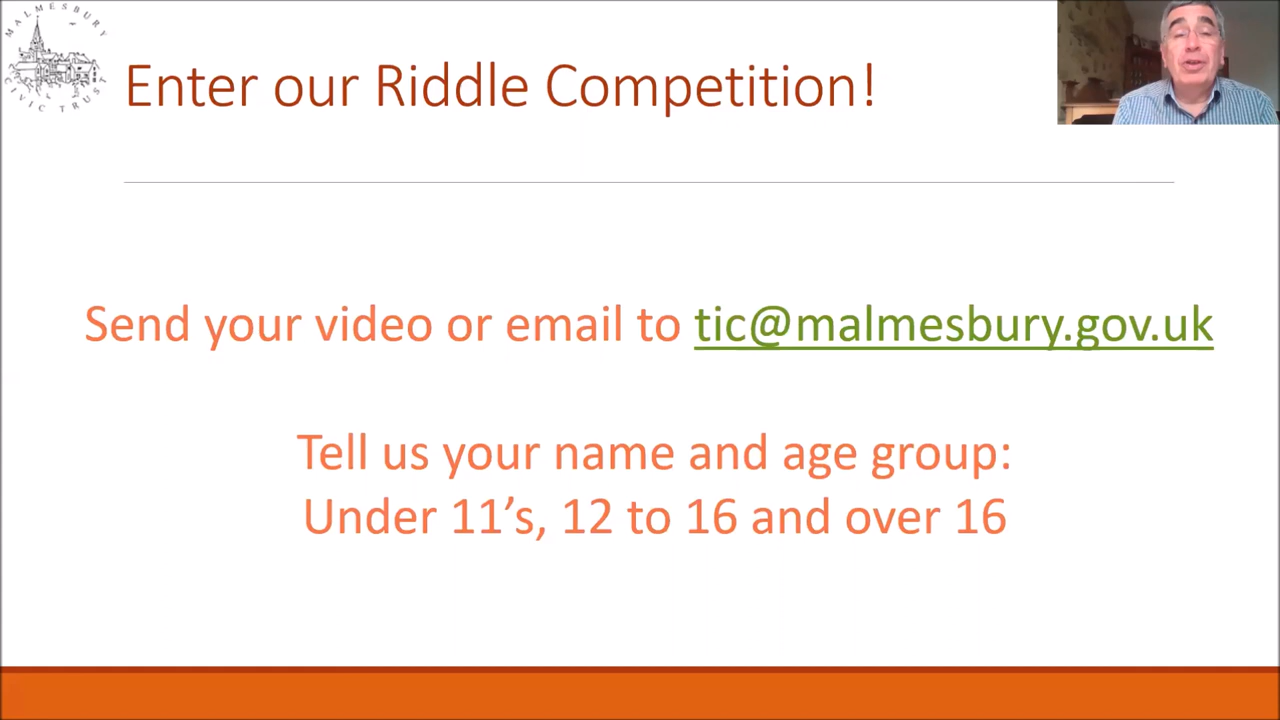 MALMESBURY
CIVIC TRUST
Enter our Riddle Competition!
Send your video or email to tic@malmesbury.gov.uk
Tell us your name and age group:
Under 11’s, 12 to 16 and over 16